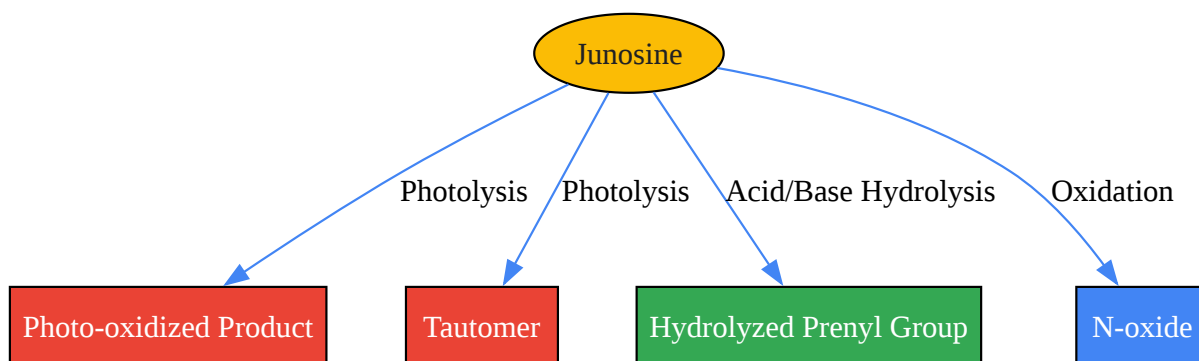 Junosine
Photolysis
Photolysis
Acid/Base Hydrolysis
Oxidation
Photo-oxidized Product
Tautomer
Hydrolyzed Prenyl Group
N-oxide